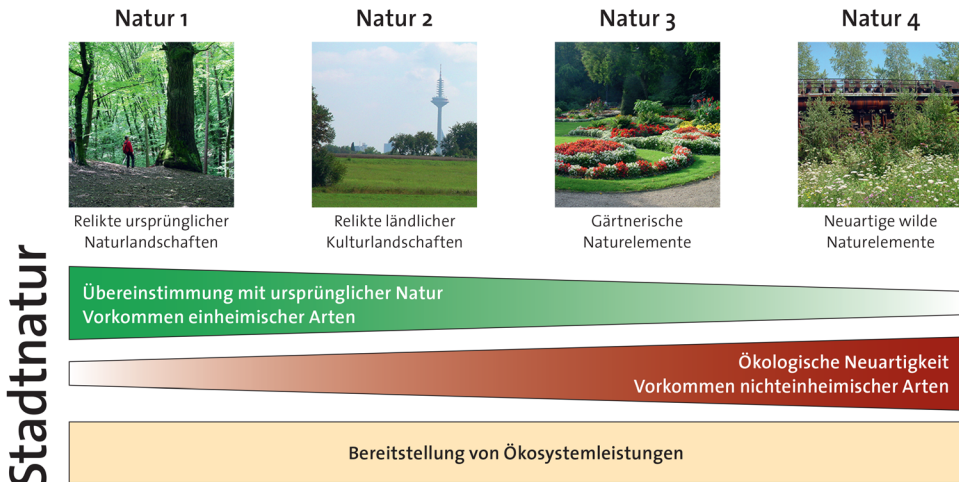 Natur 1
Natur 2
Natur 3
Natur 4
Relikte ursprünglicher
Naturlandschaften
Relikte ländlicher
Kulturlandschaften
Gärtnerische
Naturelemente
Neuartige wilde
Naturelemente
Stadtnatur
Übereinstimmung mit ursprünglicher Natur
Vorkommen einheimischer Arten
Ökologische Neuartigkeit
Vorkommen nichteinheimischer Arten
Bereitstellung von Ökosystemleistungen